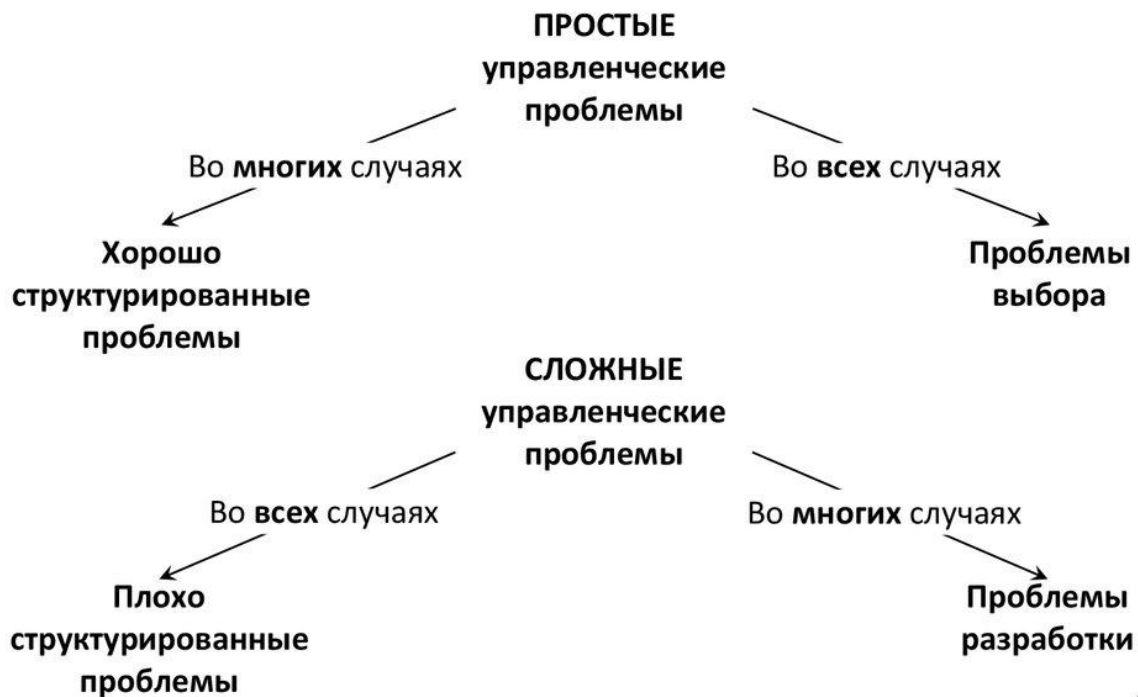 ПРОСТЫЕ
управленческие
проблемы
Во многих случаях
Во всех случаях
Хорошо
структурированные
проблемы
Проблемы
выбора
СЛОЖНЫЕ
управленческие
проблемы
Во всех случаях
Во многих случаях
Плохо
структурированные
проблемы
Проблемы
разработки